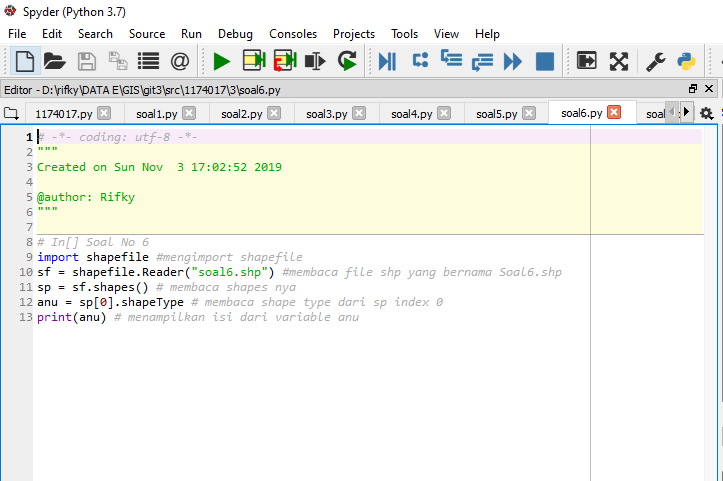 Spyder (Python 3.7)
File Edit Search Source Run Debug Consoles Projects Tools View Help
Editor - D:\rifky\DATA E\GIS\git3\src\1174017\3\soal6.py
1174017.py soal1.py soal2.py soal3.py soal4.py soal5.py soal6.py soal
1 # -*- coding: utf-8 -*-
2 """
3 Created on Sun Nov  3 17:02:52 2019
4
5 @author: Rifky
6 """
7
8 # In[] Soal No 6
9 import shapefile #mengimport shapefile
10 sf = shapefile.Reader("soal6.shp") #membaca file shp yang bernama Soal6.shp
11 sp = sf.shapes() # membaca shapes nya
12 anu = sp[0].shapeType # membaca shape type dari sp index 0
13 print(anu) # menampilkan isi dari variable anu